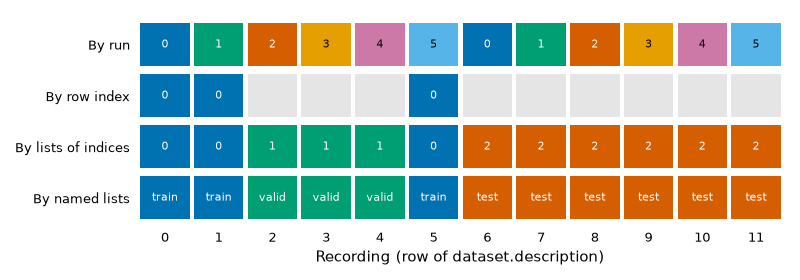 By run 0 1 2 3 4 5 0 1 2 3 4 5
By row index 0 0 0
By lists of indices 0 0 1 1 1 0 2 2 2 2 2 2
By named lists train train valid valid valid train test test test test test test
0 1 2 3 4 5 6 7 8 9 10 11
Recording (row of dataset.description)